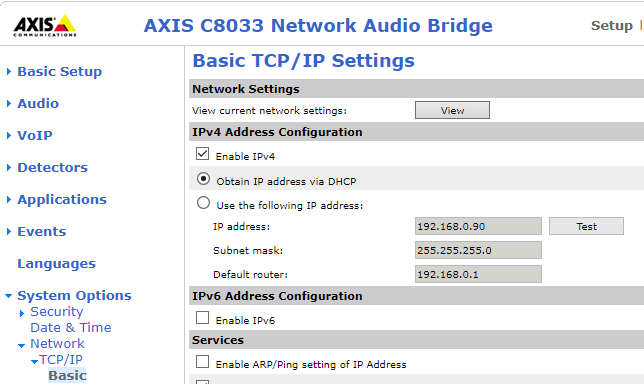 AXIS
COMMUNICATIONS
AXIS C8033 Network Audio Bridge
Setup
Basic Setup
Audio
VoIP
Detectors
Applications
Events
Languages
System Options
Security
Date & Time
Network
TCP/IP
Basic
Basic TCP/IP Settings
Network Settings
View current network settings: View
IPv4 Address Configuration
Enable IPv4
Obtain IP address via DHCP
Use the following IP address:
IP address: 192.168.0.90 Test
Subnet mask: 255.255.255.0
Default router: 192.168.0.1
IPv6 Address Configuration
Enable IPv6
Services
Enable ARP/Ping setting of IP Address